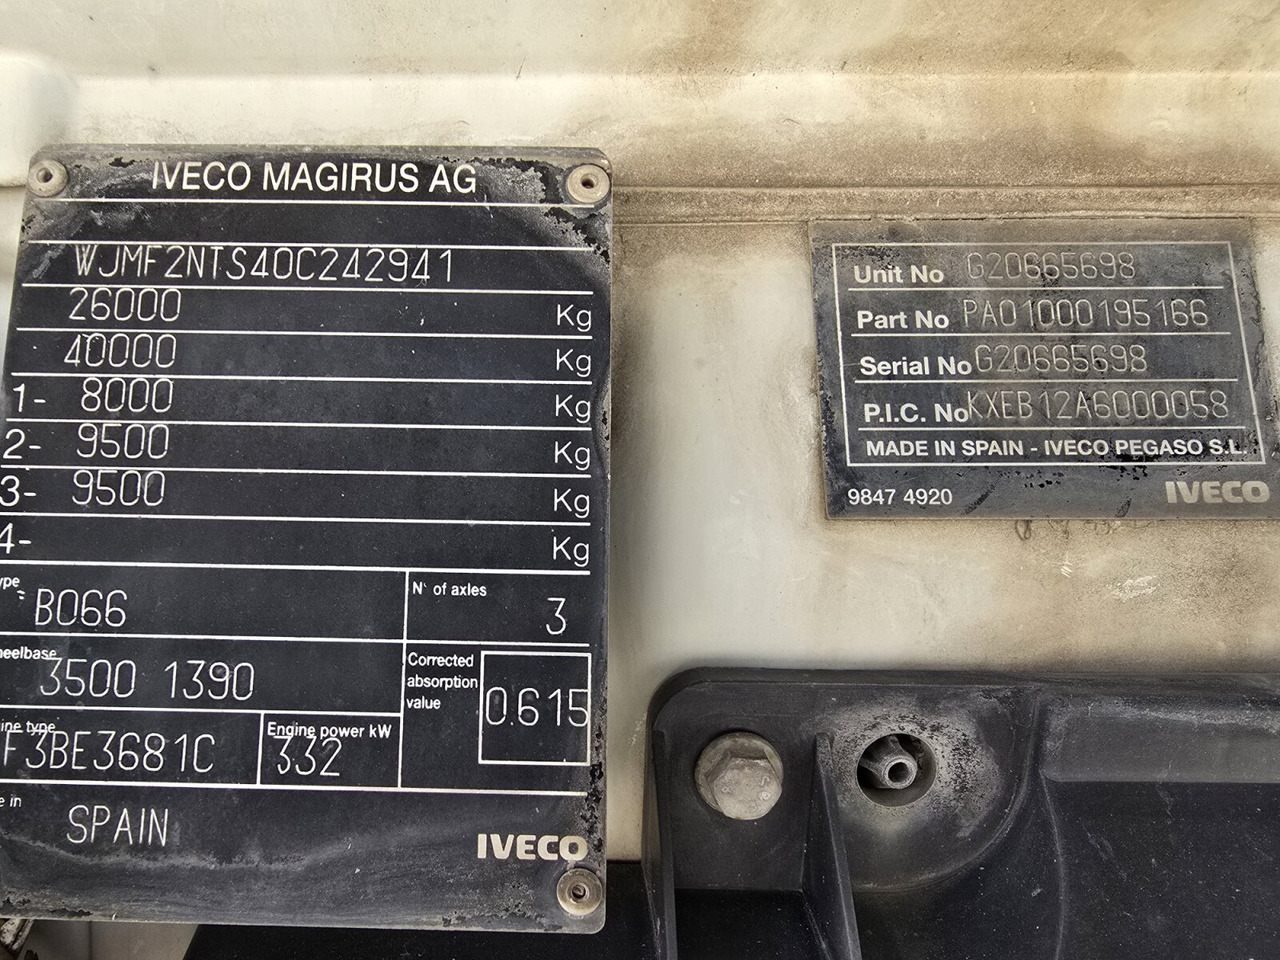 IVECO MAGIRUS AG
WJMF2NTS40C242941
26000 Kg
40000 Kg
1- 8000 Kg
2- 9500 Kg
3- 9500 Kg
4- Kg
B066
N° of axles
3
3500 1390
Corrected
absorption
value
0.615
F3BE3681C
Engine power kW
332
SPAIN
IVECO
Unit No G20665698
Part No PA01000195166
Serial No G20665698
P.I.C. No KXEB12A6000058
MADE IN SPAIN - IVECO PEGASO S.L.
9847 4920
IVECO